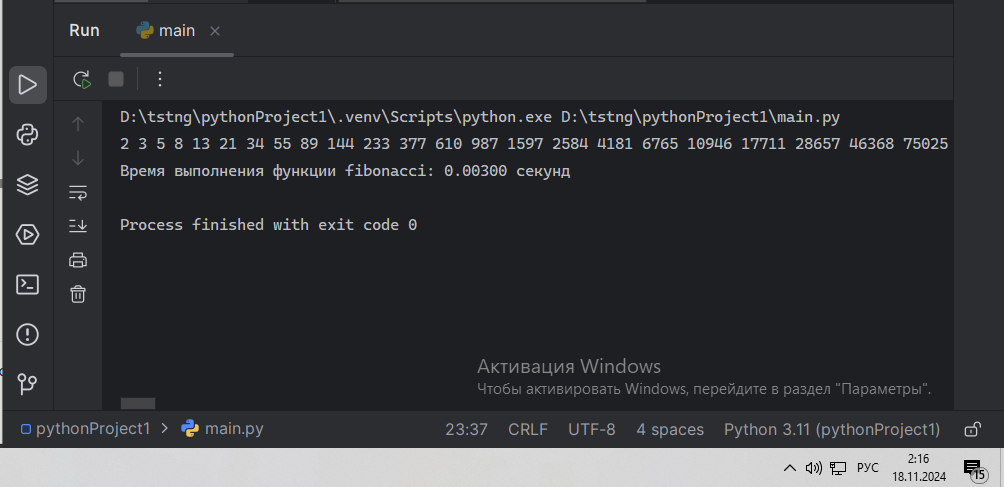 Run main
D:\tstng\pythonProject1\.venv\Scripts\python.exe D:\tstng\pythonProject1\main.py
2 3 5 8 13 21 34 55 89 144 233 377 610 987 1597 2584 4181 6765 10946 17711 28657 46368 75025
Время выполнения функции fibonacci: 0.00300 секунд
Process finished with exit code 0
Активация Windows
Чтобы активировать Windows, перейдите в раздел "Параметры".
pythonProject1 > main.py 23:37 CRLF UTF-8 4 spaces Python 3.11 (pythonProject1)
РУС 2:16
18.11.2024 15